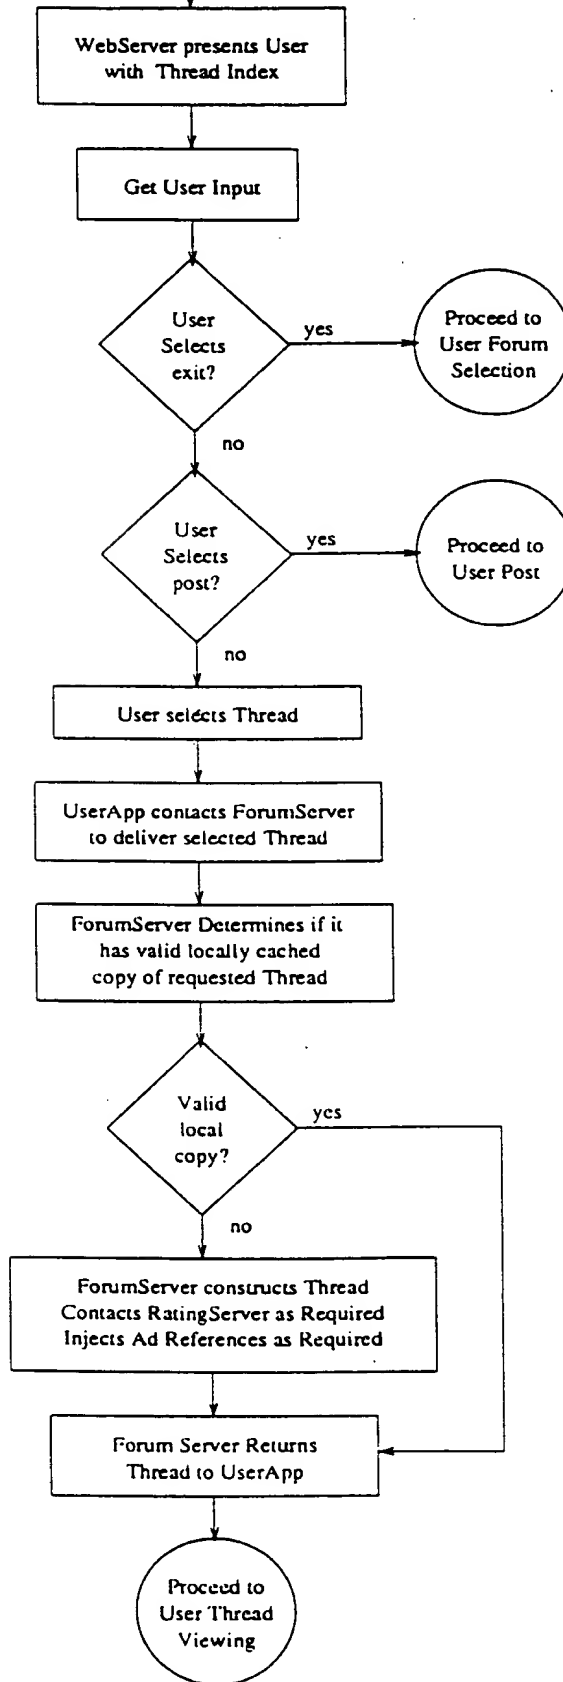 WebServer presents User
with Thread Index
Get User Input
User
Selects
exit?
yes
Proceed to
User Forum
Selection
no
User
Selects
post?
yes
Proceed to
User Post
no
User selects Thread
UserApp contacts ForumServer
to deliver selected Thread
ForumServer Determines if it
has valid locally cached
copy of requested Thread
Valid
local
copy?
yes
no
ForumServer constructs Thread
Contacts RatingServer as Required
Injects Ad References as Required
Forum Server Returns
Thread to UserApp
Proceed to
User Thread
Viewing